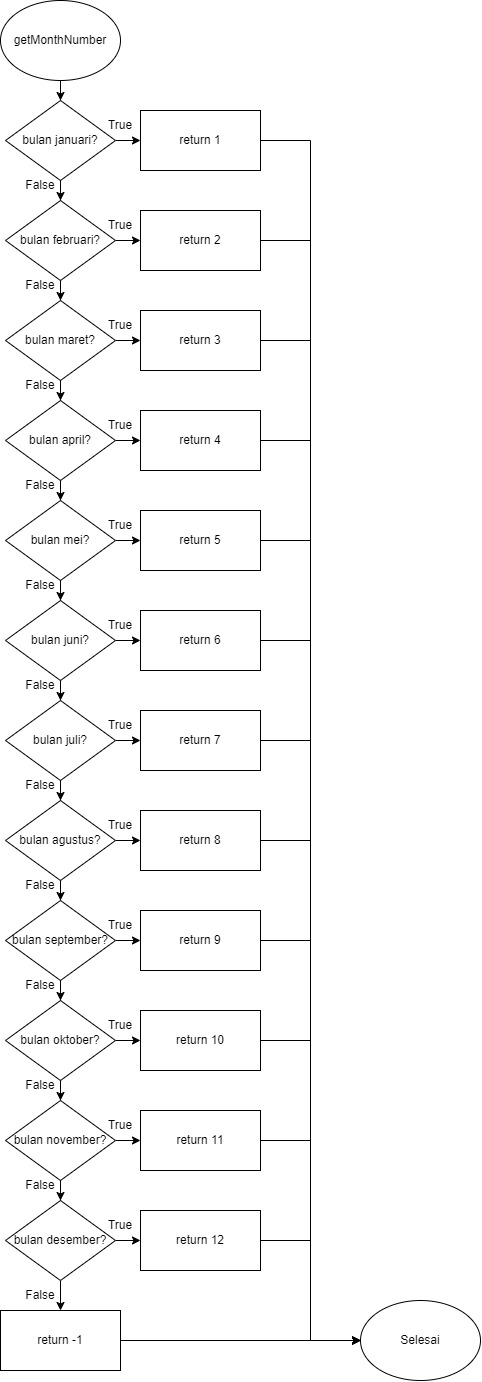 getMonthNumber
bulan januari?
True
return 1
False
bulan februari?
True
return 2
False
bulan maret?
True
return 3
False
bulan april?
True
return 4
False
bulan mei?
True
return 5
False
bulan juni?
True
return 6
False
bulan juli?
True
return 7
False
bulan agustus?
True
return 8
False
bulan september?
True
return 9
False
bulan oktober?
True
return 10
False
bulan november?
True
return 11
False
bulan desember?
True
return 12
False
return -1
Selesai